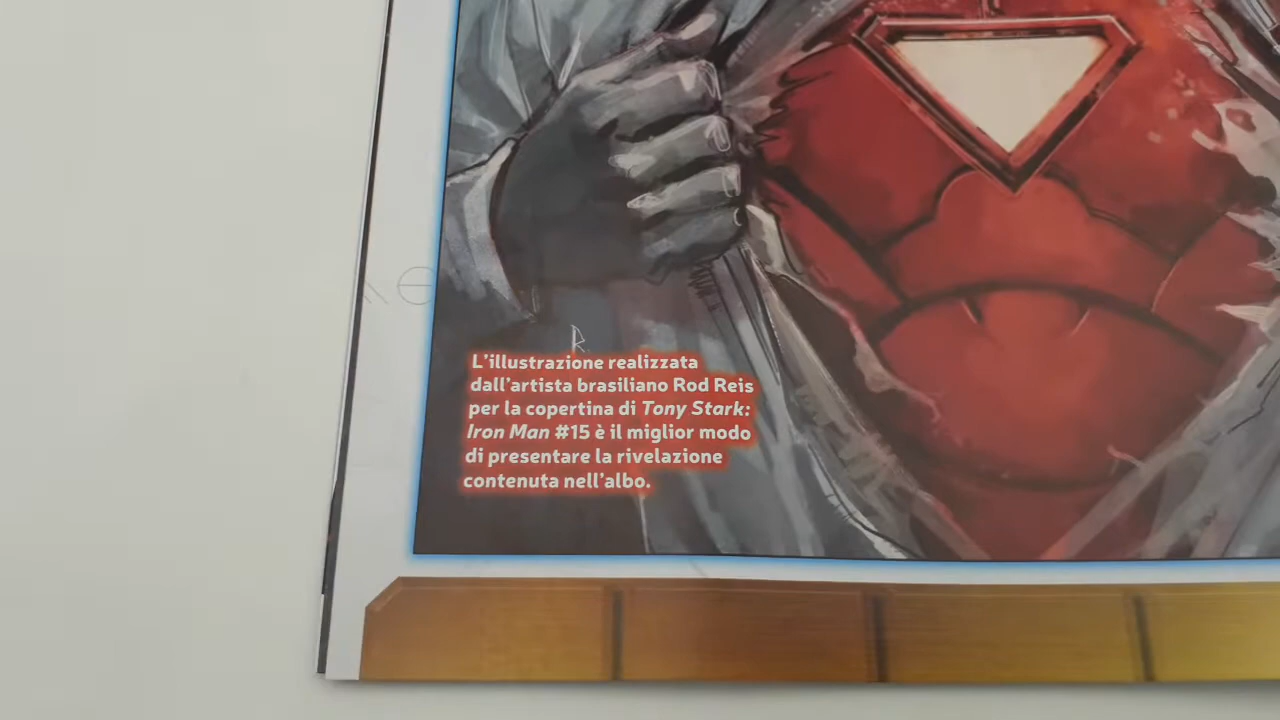 R
L'illustrazione realizzata
dall'artista brasiliano Rod Reis
per la copertina di Tony Stark:
Iron Man #15 è il miglior modo
di presentare la rivelazione
contenuta nell'albo.